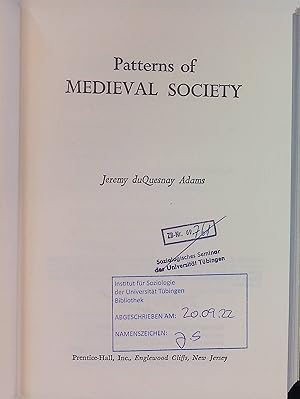 Patterns of
MEDIEVAL SOCIETY
Jeremy duQuesnay Adams
Soziologisches Seminar
der Universität Tübingen
Institut für Soziologie
der Universität Tübingen
Bibliothek
ABGESCHRIEBEN AM: 20.09.22
NAMENSZEICHEN:
Prentice-Hall, Inc., Englewood Cliffs, New Jersey